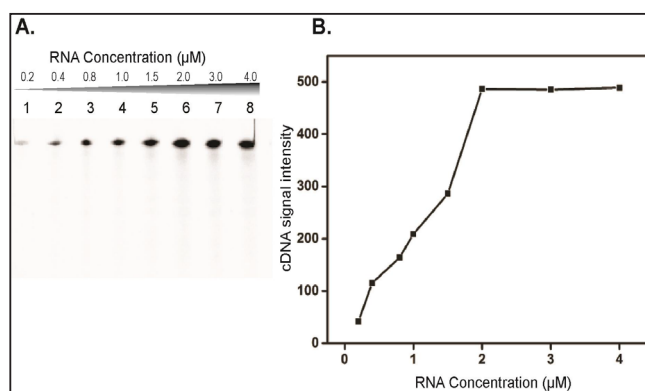 A.
RNA Concentration (µM)
0.2 0.4 0.8 1.0 1.5 2.0 3.0 4.0
1 2 3 4 5 6 7 8
B.
500
400
300
200
100
0
cDNA signal intensity
0 1 2 3 4
RNA Concentration (µM)